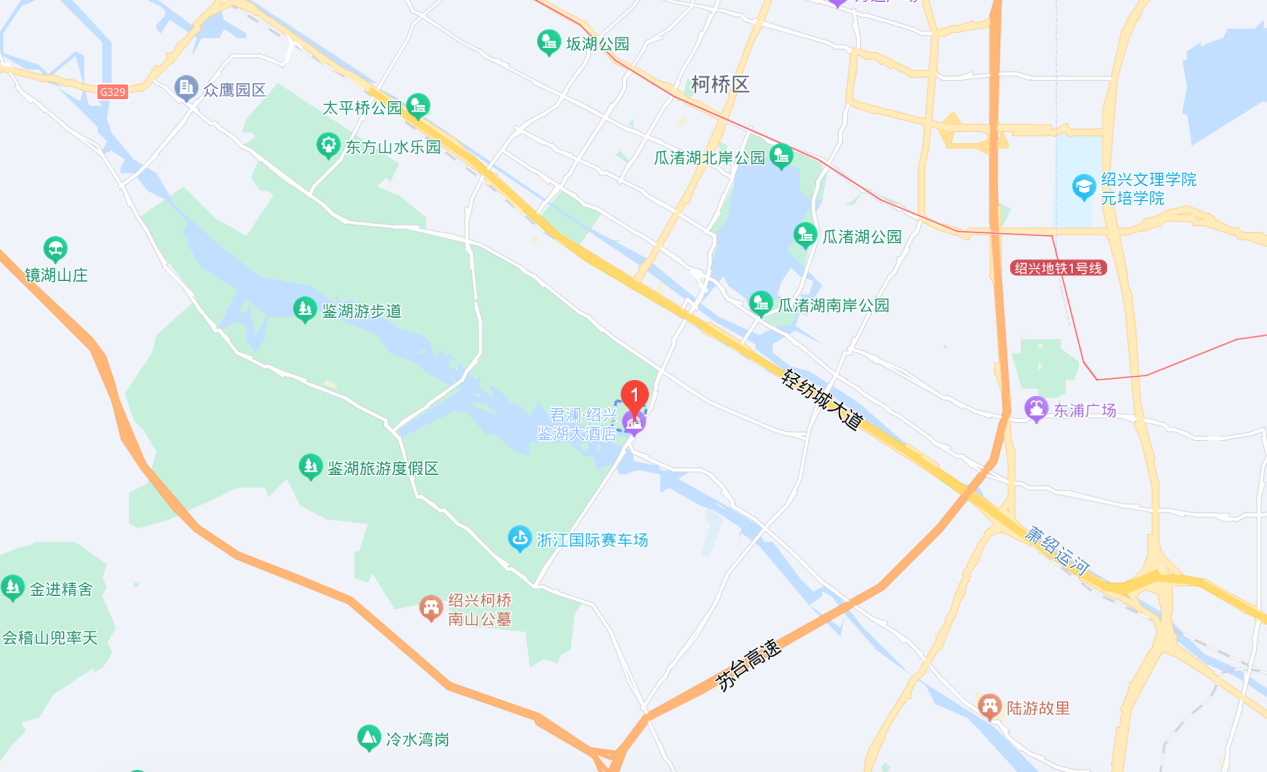 坂湖公园
柯桥区
G329
众鹰园区
太平桥公园
东方山水乐园
瓜渚湖北岸公园
绍兴文理学院
元培学院
瓜渚湖公园
镜湖山庄
绍兴地铁1号线
鉴湖游步道
瓜渚湖南岸公园
轻纺城大道
1
君澜·绍兴
鉴湖大酒店
东浦广场
鉴湖旅游度假区
浙江国际赛车场
萧绍运河
金进精舍
绍兴柯桥
南山公墓
会稽山兜率天
苏台高速
陆游故里
冷水湾岗